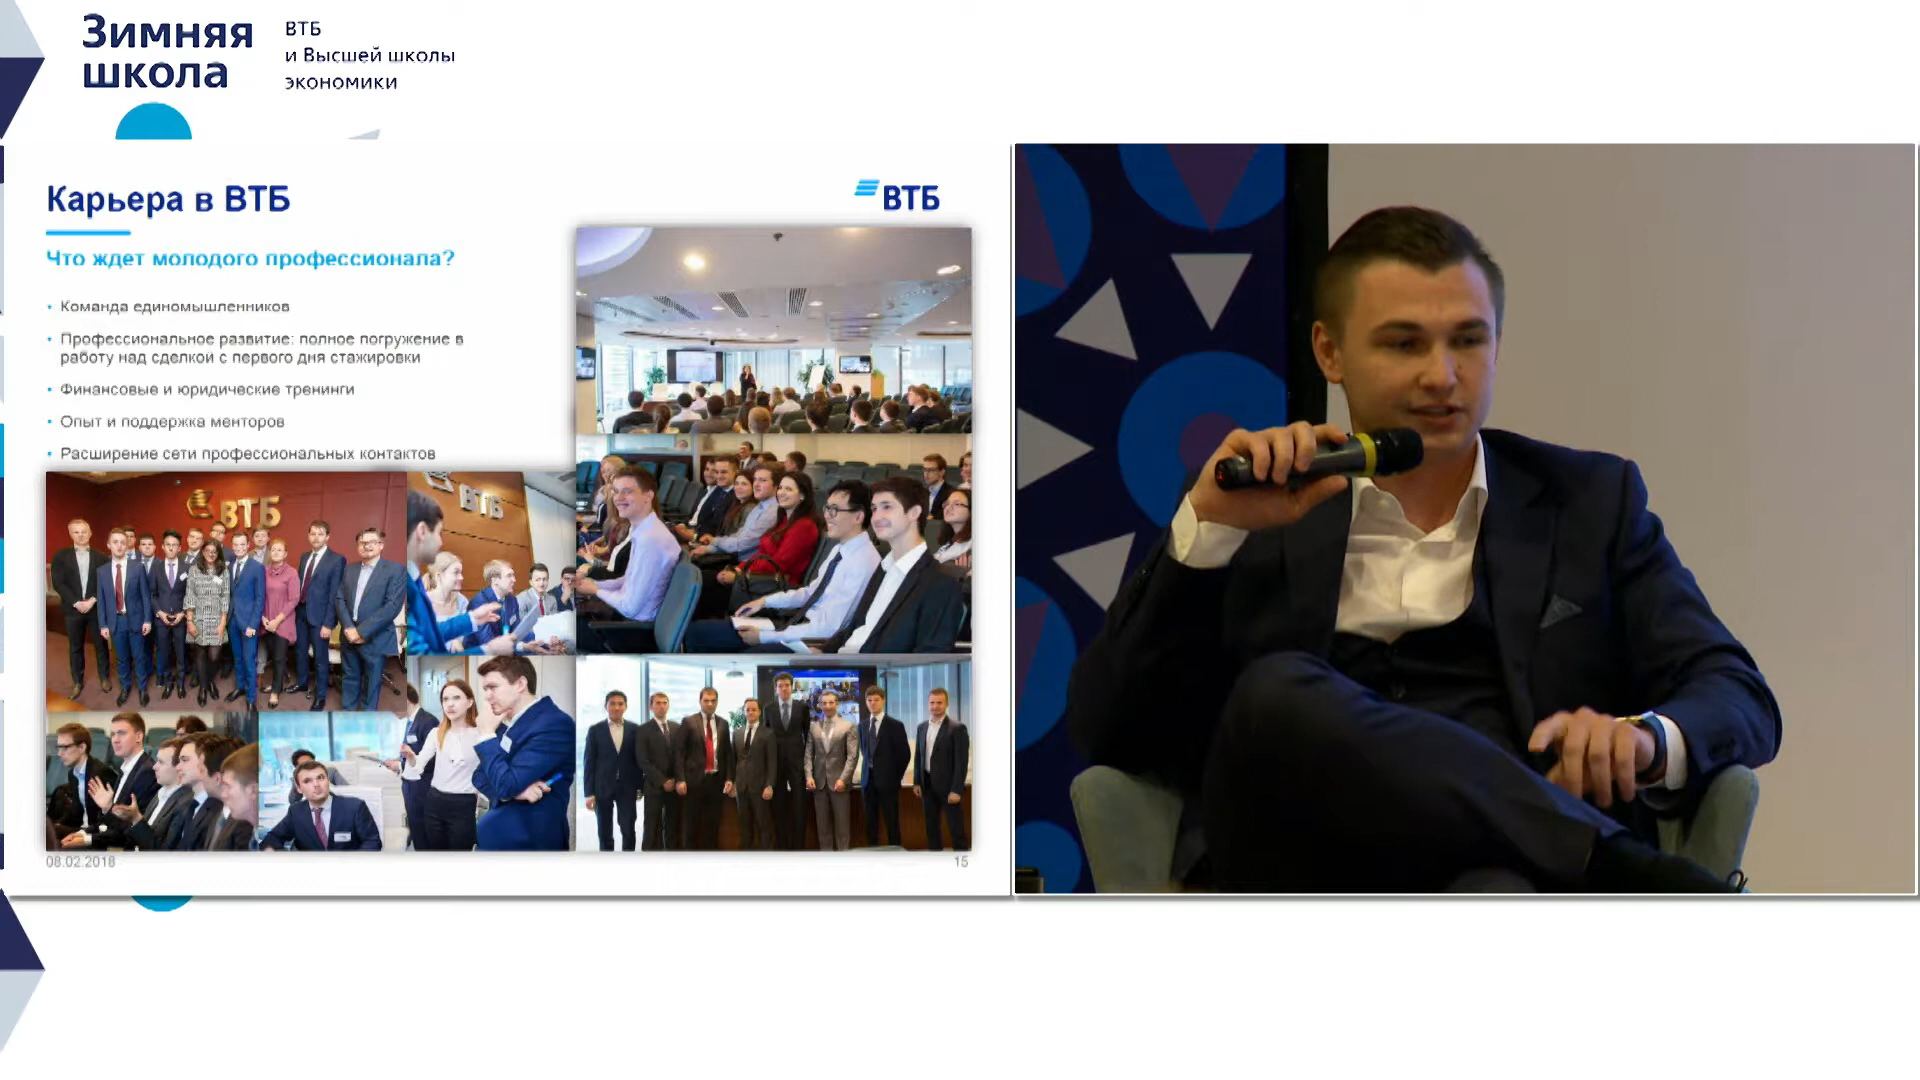 Зимняя
школа
ВТБ
и Высшей школы
экономики
Карьера в ВТБ
ВТБ
Что ждет молодого профессионала?
• Команда единомышленников
• Профессиональное развитие: полное погружение в
работу над сделкой с первого дня стажировки
• Финансовые и юридические тренинги
• Опыт и поддержка менторов
• Расширение сети профессиональных контактов
ВТБ
ВТБ
08.02.2018
15